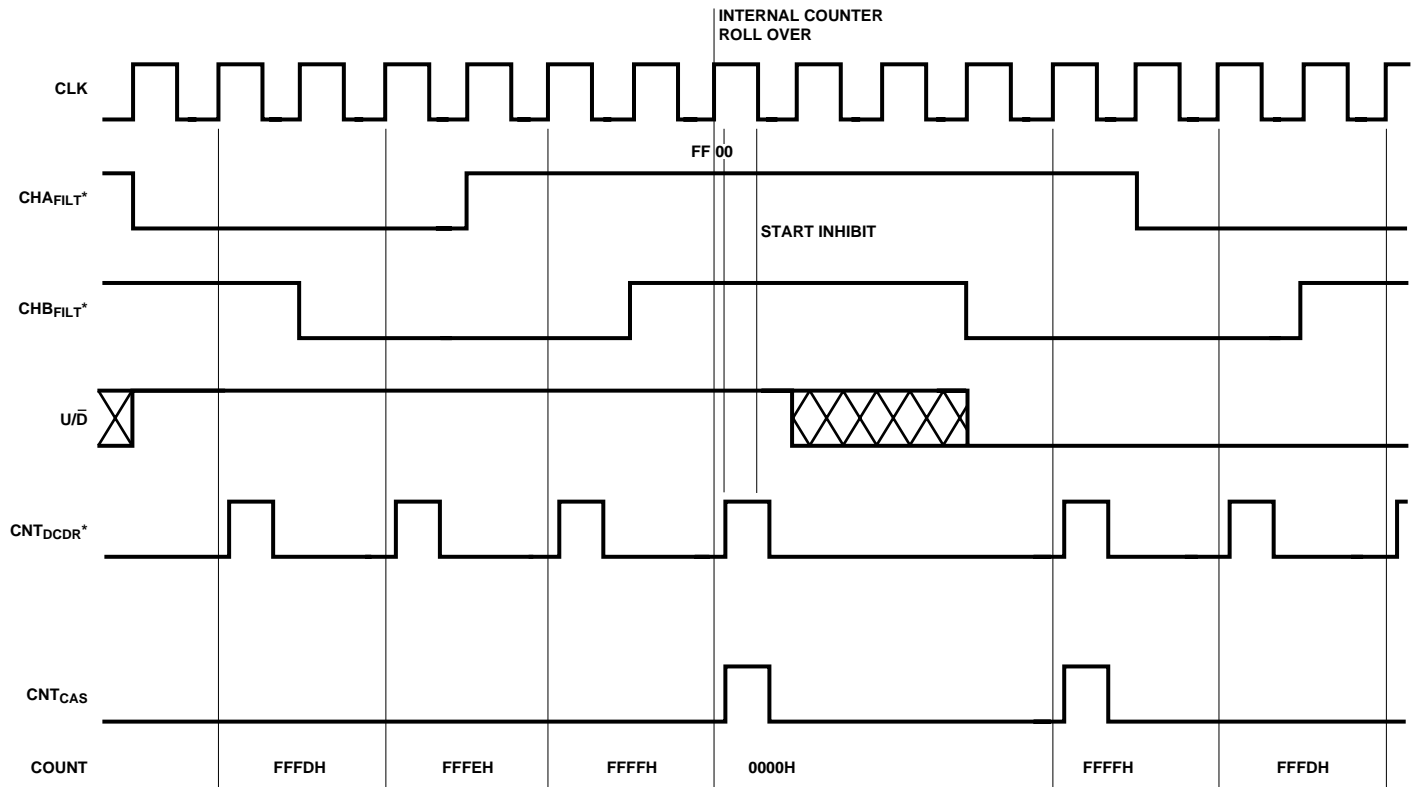 INTERNAL COUNTER
ROLL OVER
CLK
FF 00
CHAFILT*
START INHIBIT
CHBFILT*
U/D̅
CNTDCDR*
CNTCAS
COUNT FFFDH FFFEH FFFFH 0000H FFFFH FFFDH